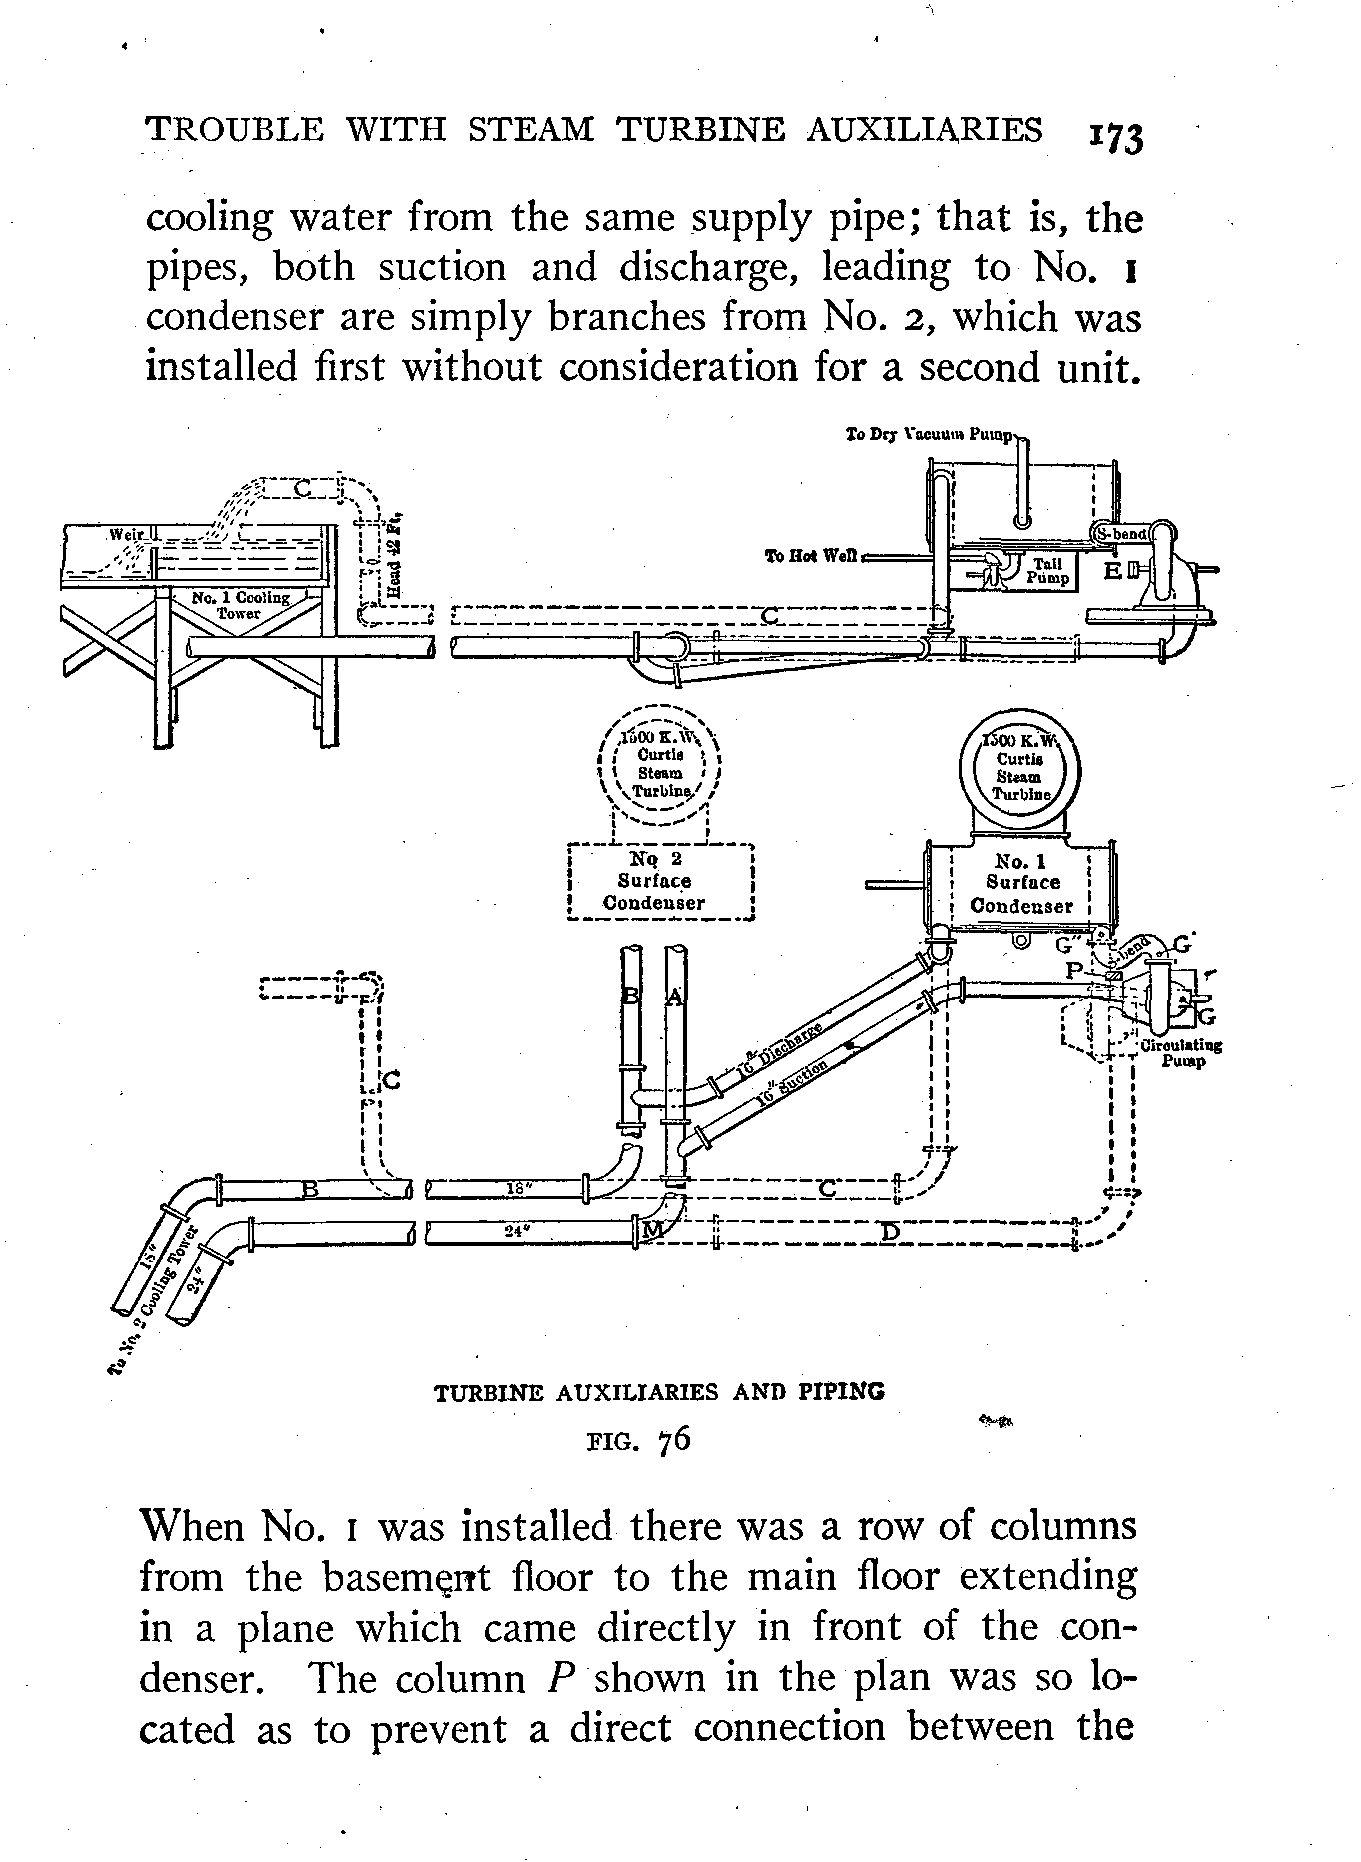 TROUBLE WITH STEAM TURBINE AUXILIARIES 173
cooling water from the same supply pipe; that is, the
pipes, both suction and discharge, leading to No. 1
condenser are simply branches from No. 2, which was
installed first without consideration for a second unit.
To Dry Vacuum Pump
C
Weir
Head 42 Ft.
S-bend
To Hot Well
Tail
Pump
E
No. 1 Cooling
Tower
C
1500 K.W.
Curtis
Steam
Turbine
1500 K.W.
Curtis
Steam
Turbine
No 2
Surface
Condenser
No. 1
Surface
Condenser
G"
bend
G'
P
B
A
G
16" Discharge
Circulating
Pump
C
16" Suction
B
18"
C
24"
M
D
18"
24"
To No. 2 Cooling Tower
TURBINE AUXILIARIES AND PIPING
FIG. 76
When No. 1 was installed there was a row of columns
from the basement floor to the main floor extending
in a plane which came directly in front of the con-
denser. The column P shown in the plan was so lo-
cated as to prevent a direct connection between the